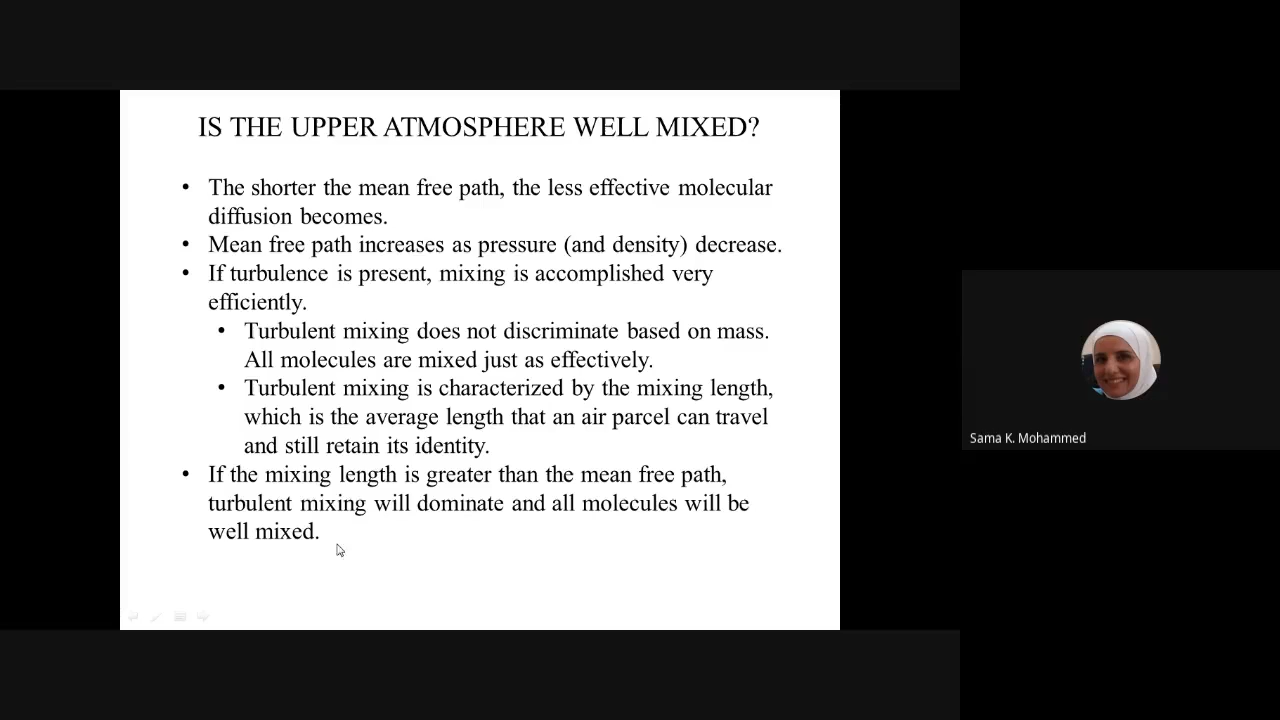 IS THE UPPER ATMOSPHERE WELL MIXED?
• The shorter the mean free path, the less effective molecular
diffusion becomes.
• Mean free path increases as pressure (and density) decrease.
• If turbulence is present, mixing is accomplished very
efficiently.
• Turbulent mixing does not discriminate based on mass.
All molecules are mixed just as effectively.
• Turbulent mixing is characterized by the mixing length,
which is the average length that an air parcel can travel
and still retain its identity.
• If the mixing length is greater than the mean free path,
turbulent mixing will dominate and all molecules will be
well mixed.
Sama K. Mohammed